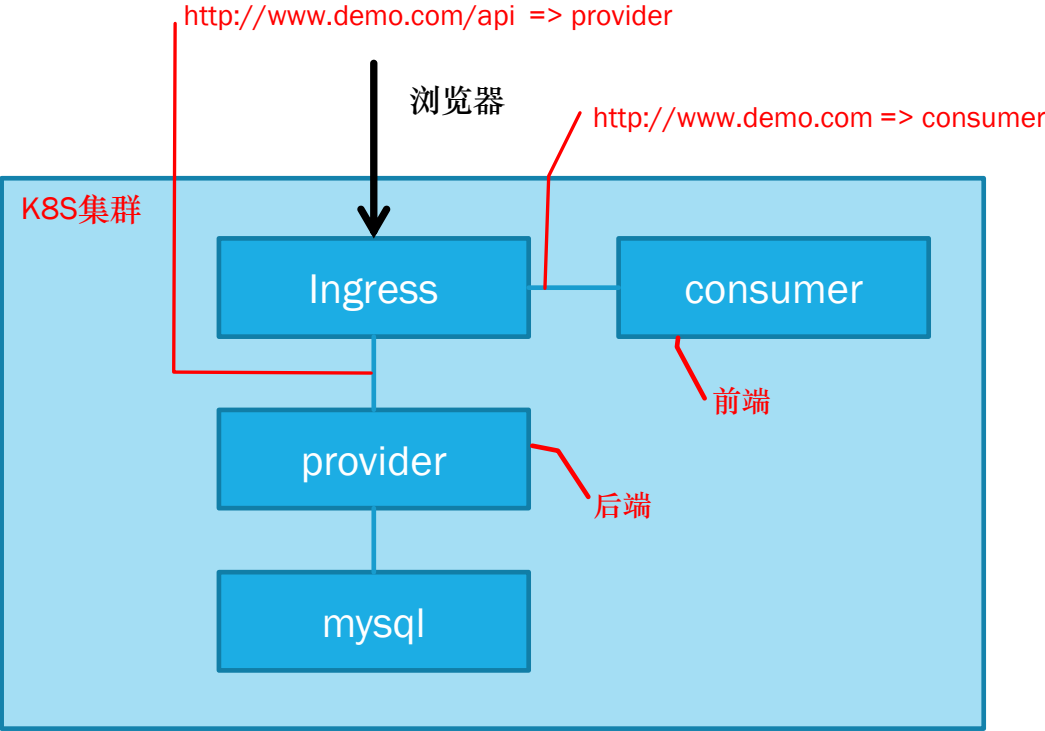 http://www.demo.com/api => provider
浏览器
http://www.demo.com => consumer
K8S集群
Ingress
consumer
前端
provider
后端
mysql